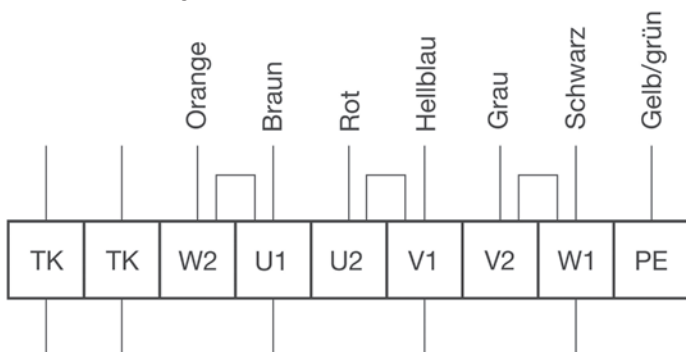 Orange
Braun
Rot
Hellblau
Grau
Schwarz
Gelb/grün
TK TK W2 U1 U2 V1 V2 W1 PE